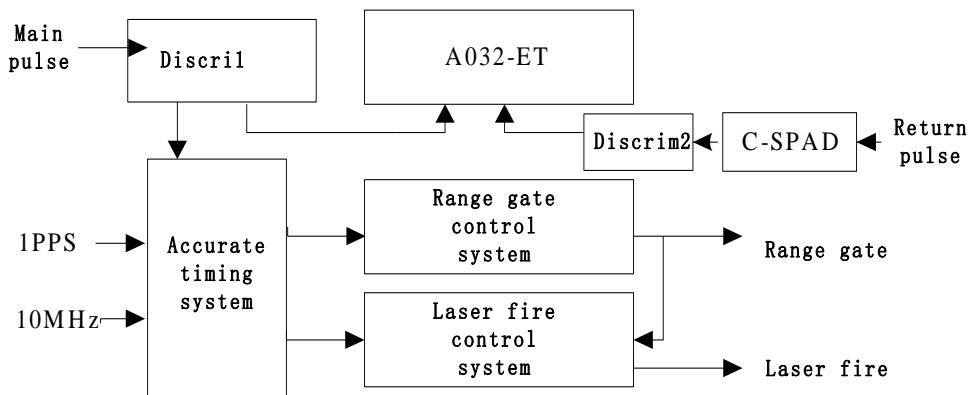 Main
pulse
Discri1
A032-ET
Discrim2
C-SPAD
Return
pulse
1PPS
10MHz
Accurate
timing
system
Range gate
control
system
Range gate
Laser fire
control
system
Laser fire